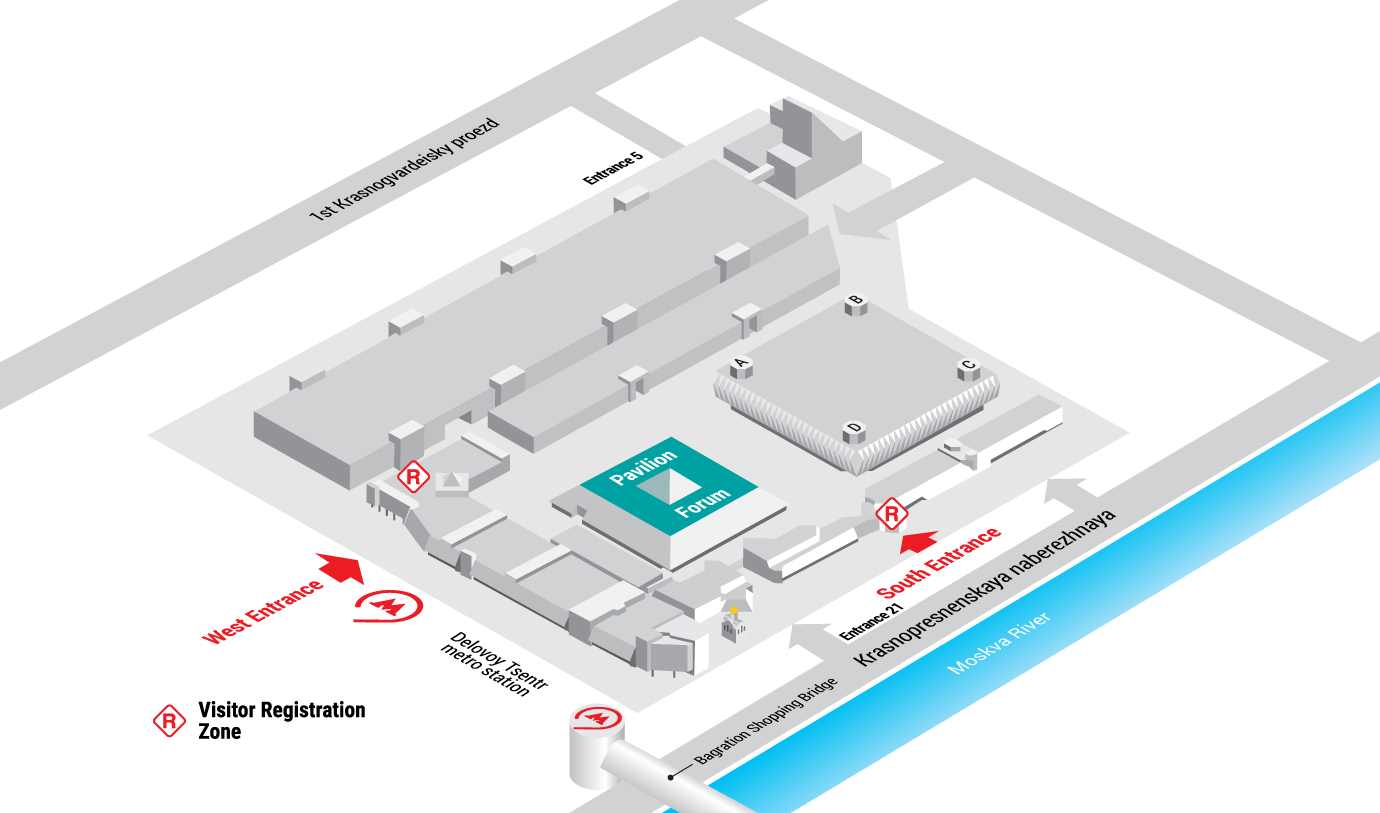 1st Krasnogvardeisky proezd
Entrance 5
B
A
C
D
Pavilion
Forum
R
R
South Entrance
Entrance 21
Krasnopresnenskaya naberezhnaya
Moskva River
West Entrance
Delovoy Tsentr
metro station
Bagration Shopping Bridge
R
Visitor Registration
Zone